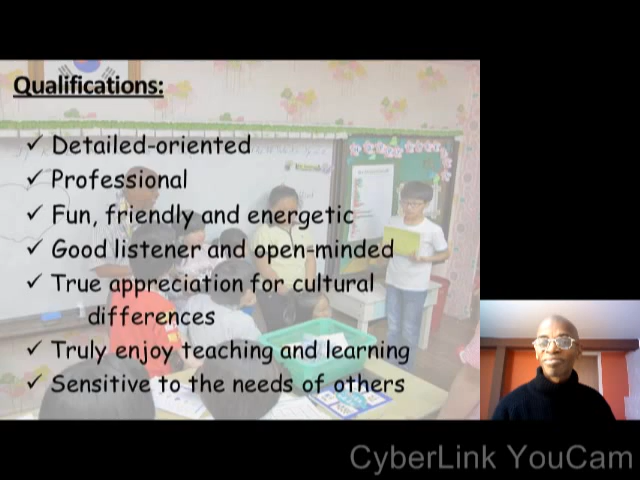 Qualifications:
✓ Detailed-oriented
✓ Professional
✓ Fun, friendly and energetic
✓ Good listener and open-minded
✓ True appreciation for cultural
differences
✓ Truly enjoy teaching and learning
✓ Sensitive to the needs of others
CyberLink YouCam